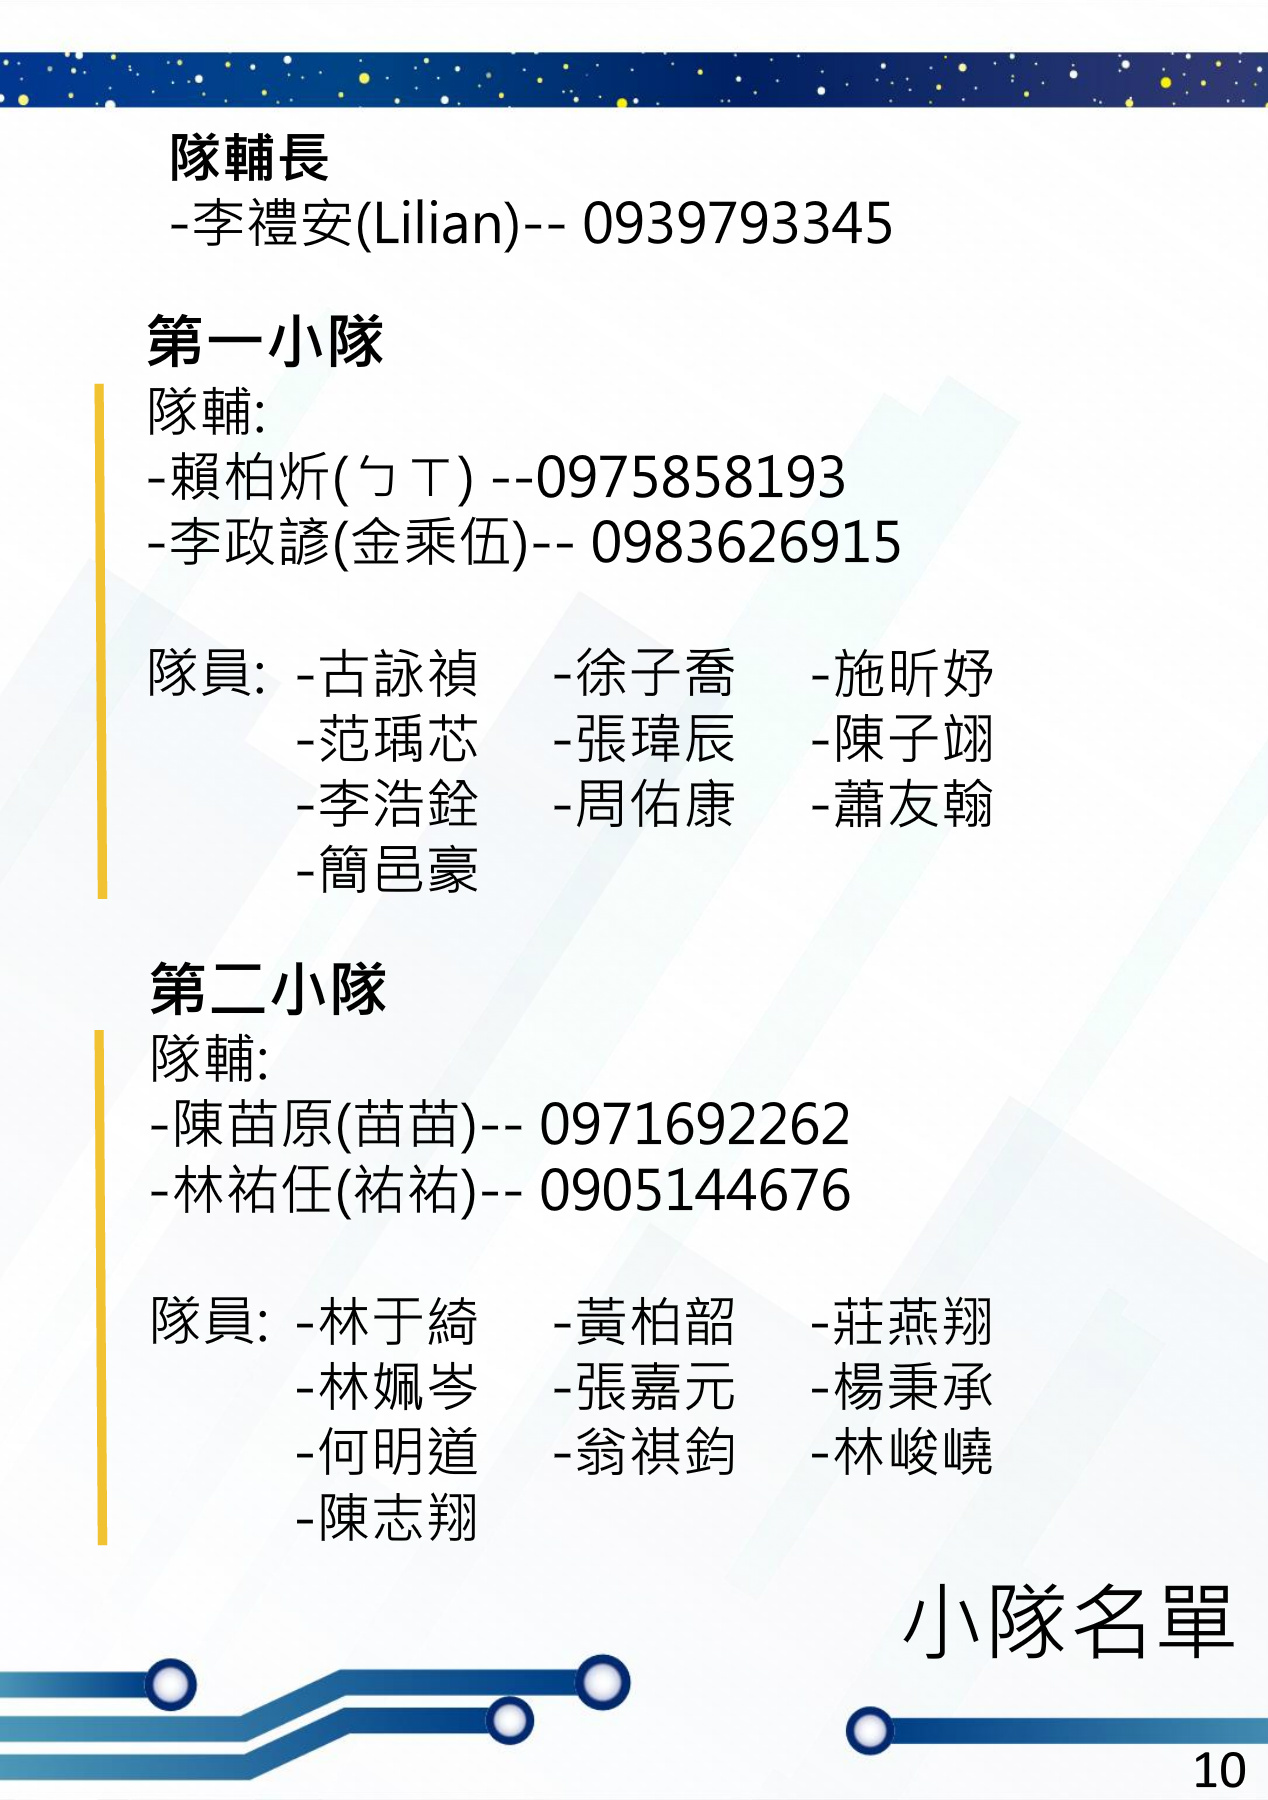 隊輔長
-李禮安(Lilian)-- 0939793345
第一小隊
隊輔:
-賴柏炘(ㄅㄒ) --0975858193
-李政諺(金乘伍)-- 0983626915
隊員: -古詠禎 -徐子喬 -施昕妤
-范瑀芯 -張瑋辰 -陳子翊
-李浩銓 -周佑康 -蕭友翰
-簡邑豪
第二小隊
隊輔:
-陳苗原(苗苗)-- 0971692262
-林祐任(祐祐)-- 0905144676
隊員: -林于綺 -黃柏韶 -莊燕翔
-林姵岑 -張嘉元 -楊秉承
-何明道 -翁祺鈞 -林峻嶢
-陳志翔
小隊名單
10